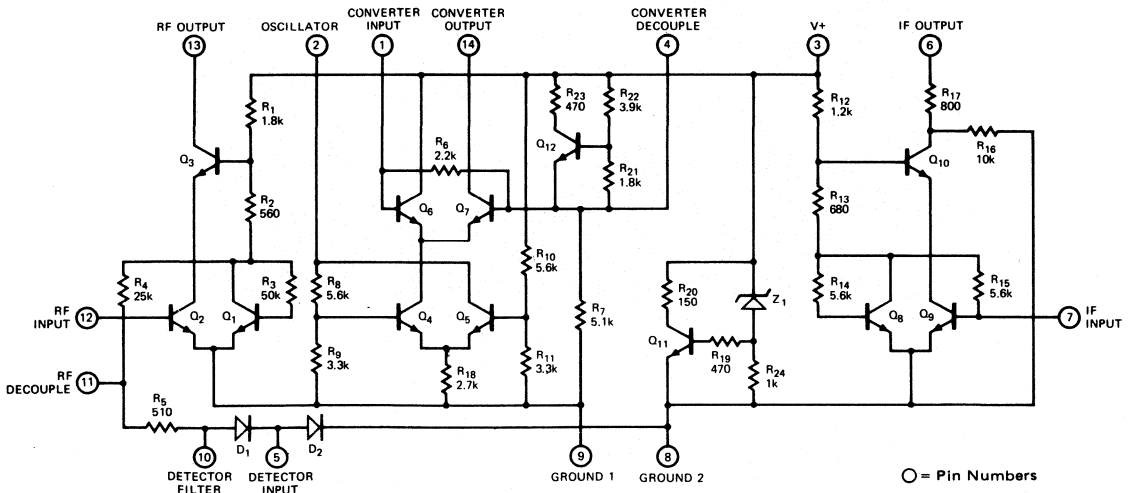 RF OUTPUT
13
OSCILLATOR
2
CONVERTER
INPUT
1
CONVERTER
OUTPUT
14
CONVERTER
DECOUPLE
4
V+
3
IF OUTPUT
6
R1
1.8k
R23
470
R22
3.9k
R12
1.2k
R17
800
Q3
R6
2.2k
Q12
R16
10k
Q10
R21
1.8k
R2
560
Q6
Q7
R13
680
R10
5.6k
R4
25k
R3
50k
R8
5.6k
R20
150
Z1
R14
5.6k
R15
5.6k
RF
INPUT
12
Q2
Q1
Q4
Q5
R7
5.1k
Q8
Q9
7
IF
INPUT
Q11
R19
470
R9
3.3k
R11
3.3k
R18
2.7k
R24
1k
RF
DECOUPLE
11
R5
510
D1
D2
10
DETECTOR
FILTER
5
DETECTOR
INPUT
9
GROUND 1
8
GROUND 2
= Pin Numbers